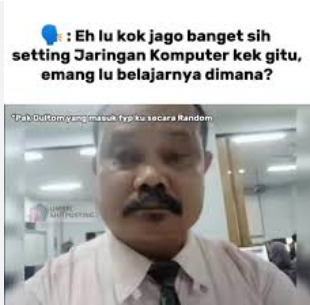 : Eh lu kok jago banget sih
setting Jaringan Komputer kek gitu,
emang lu belajarnya dimana?
*Pak Dultom yang masuk fyp ku secara Random
SHITPOSTING